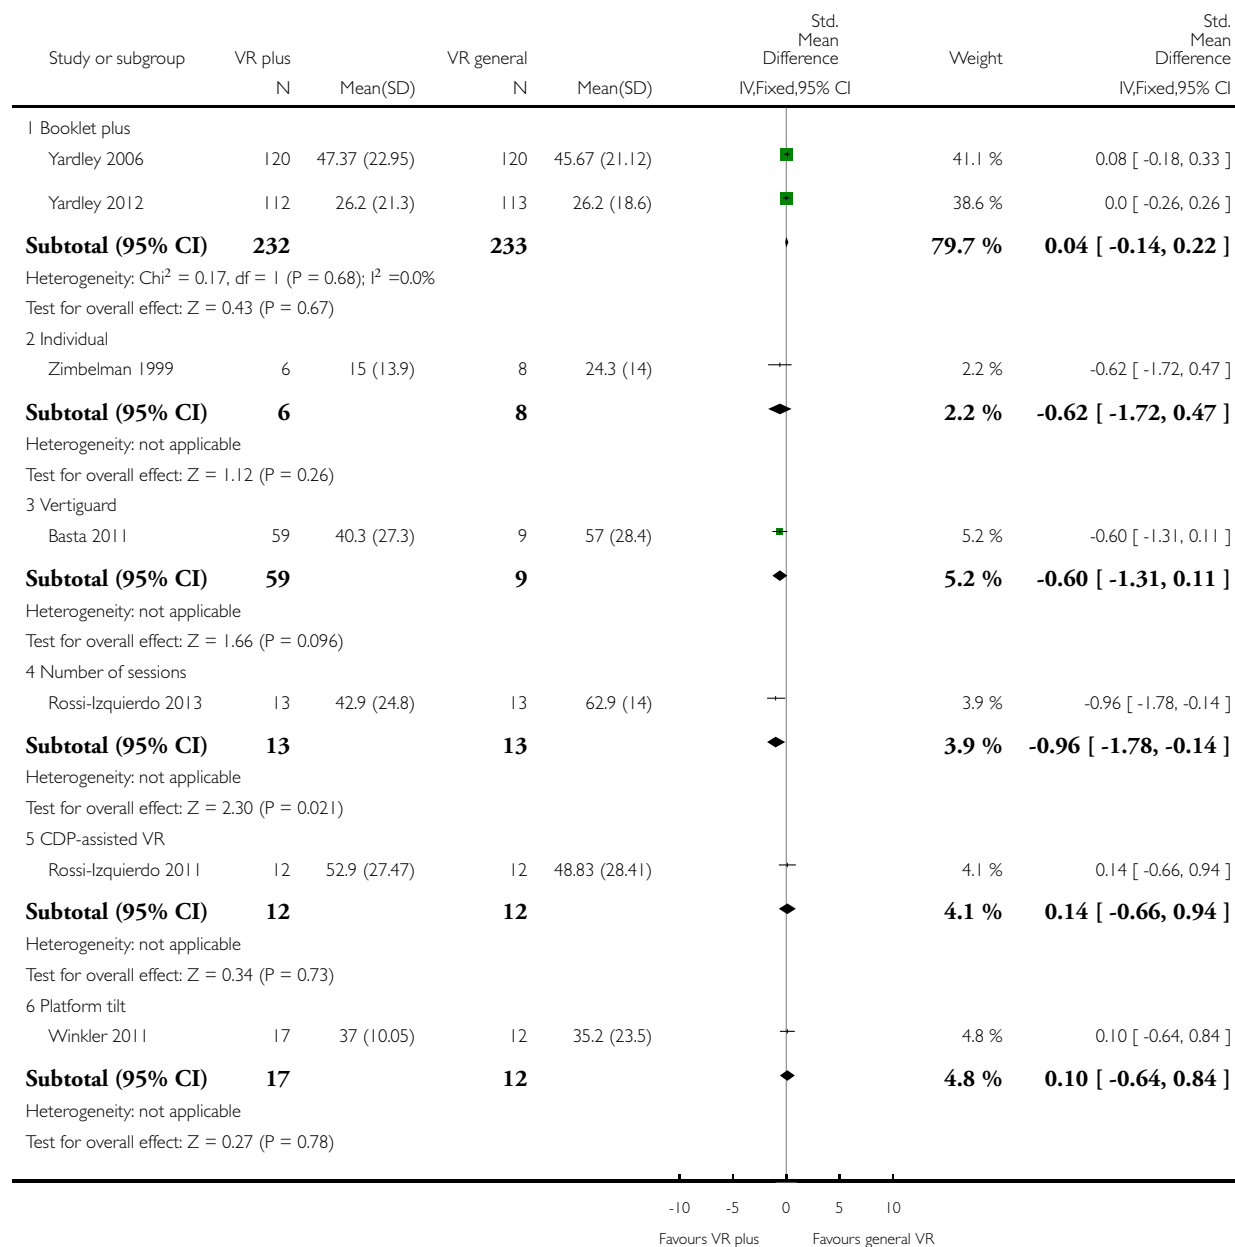 Study or subgroup VR plus VR general Std. Mean Difference Weight Std. Mean Difference
N Mean(SD) N Mean(SD) IV,Fixed,95% CI IV,Fixed,95% CI
1 Booklet plus
Yardley 2006 120 47.37 (22.95) 120 45.67 (21.12) 41.1 % 0.08 [ -0.18, 0.33 ]
Yardley 2012 112 26.2 (21.3) 113 26.2 (18.6) 38.6 % 0.0 [ -0.26, 0.26 ]
Subtotal (95% CI) 232 233 79.7 % 0.04 [ -0.14, 0.22 ]
Heterogeneity: Chi² = 0.17, df = 1 (P = 0.68); I² =0.0%
Test for overall effect: Z = 0.43 (P = 0.67)
2 Individual
Zimbelman 1999 6 15 (13.9) 8 24.3 (14) 2.2 % -0.62 [ -1.72, 0.47 ]
Subtotal (95% CI) 6 8 2.2 % -0.62 [ -1.72, 0.47 ]
Heterogeneity: not applicable
Test for overall effect: Z = 1.12 (P = 0.26)
3 Vertiguard
Basta 2011 59 40.3 (27.3) 9 57 (28.4) 5.2 % -0.60 [ -1.31, 0.11 ]
Subtotal (95% CI) 59 9 5.2 % -0.60 [ -1.31, 0.11 ]
Heterogeneity: not applicable
Test for overall effect: Z = 1.66 (P = 0.096)
4 Number of sessions
Rossi-Izquierdo 2013 13 42.9 (24.8) 13 62.9 (14) 3.9 % -0.96 [ -1.78, -0.14 ]
Subtotal (95% CI) 13 13 3.9 % -0.96 [ -1.78, -0.14 ]
Heterogeneity: not applicable
Test for overall effect: Z = 2.30 (P = 0.021)
5 CDP-assisted VR
Rossi-Izquierdo 2011 12 52.9 (27.47) 12 48.83 (28.41) 4.1 % 0.14 [ -0.66, 0.94 ]
Subtotal (95% CI) 12 12 4.1 % 0.14 [ -0.66, 0.94 ]
Heterogeneity: not applicable
Test for overall effect: Z = 0.34 (P = 0.73)
6 Platform tilt
Winkler 2011 17 37 (10.05) 12 35.2 (23.5) 4.8 % 0.10 [ -0.64, 0.84 ]
Subtotal (95% CI) 17 12 4.8 % 0.10 [ -0.64, 0.84 ]
Heterogeneity: not applicable
Test for overall effect: Z = 0.27 (P = 0.78)
-10 -5 0 5 10
Favours VR plus Favours general VR